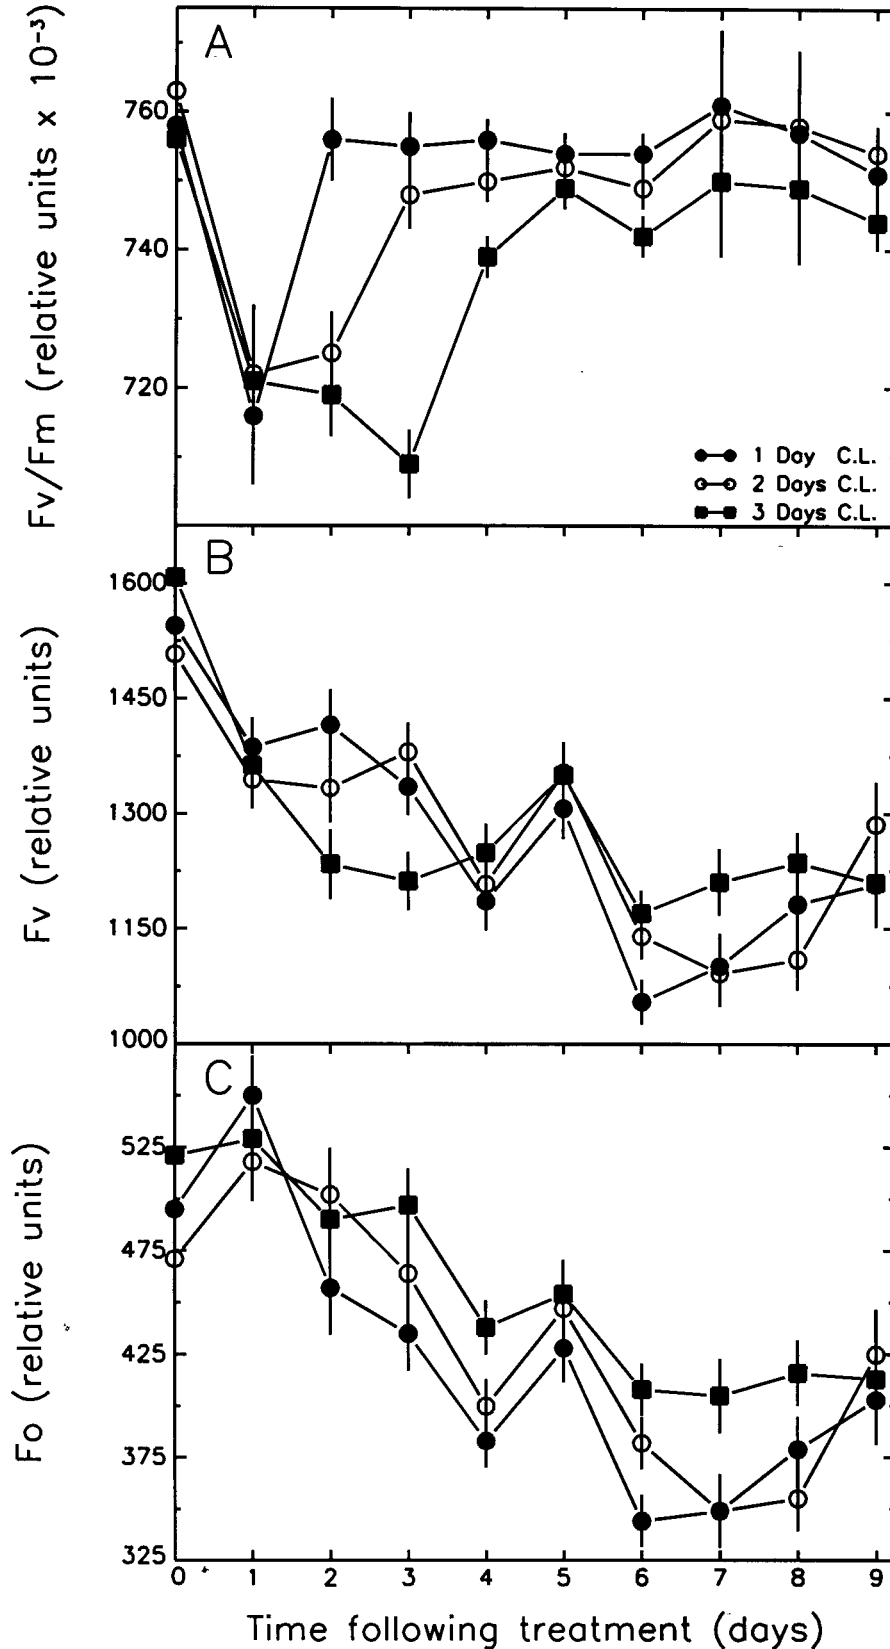 A
Fv/Fm (relative units x 10⁻³)
760
740
720
1 Day C.L.
2 Days C.L.
3 Days C.L.
B
Fv (relative units)
1600
1450
1300
1150
1000
C
Fo (relative units)
525
475
425
375
325
0 1 2 3 4 5 6 7 8 9
Time following treatment (days)